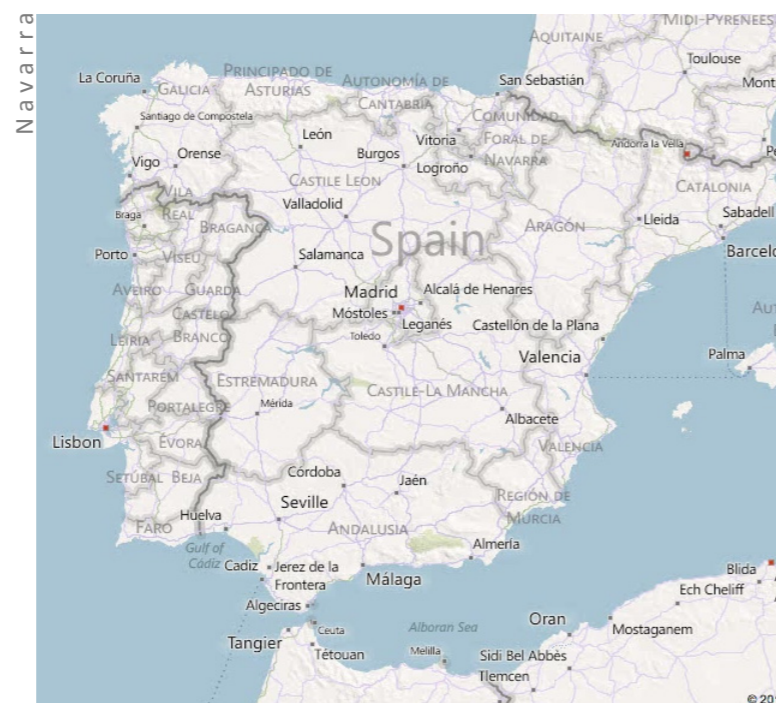 Navarra
MIDI-PYRENEES
AQUITAINE
Toulouse
La Coruña
PRINCIPADO DE
ASTURIAS
AUTONOMÍA DE
CANTABRIA
San Sebastián
GALICIA
Santiago de Compostela
COMUNIDAD
FORAL DE
NAVARRA
León
Vitoria
Burgos
Logroño
Andorra la Vella
Vigo
Orense
CATALONIA
VILA
REAL
CASTILE LEON
Valladolid
Braga
BRAGANÇA
Spain
ARAGÓN
Lleida
Sabadell
Porto
VISEU
Salamanca
AVEIRO
GUARDA
Madrid
Alcalá de Henares
CASTELO
BRANCO
Móstoles
Leganés
Castellón de la Plana
LEIRIA
Toledo
Valencia
Palma
SANTAREM
ESTREMADURA
CASTILE-LA MANCHA
PORTALEGRE
Mérida
Albacete
Lisbon
ÉVORA
VALENCIA
SETÚBAL
BEJA
Córdoba
Jaén
REGIÓN DE
MURCIA
Huelva
Seville
FARO
ANDALUSIA
Gulf of
Cádiz
Almería
Cadiz
Jerez de la
Frontera
Málaga
Blida
Ech Cheliff
Algeciras
Ceuta
Alboran Sea
Oran
Mostaganem
Tangier
Tétouan
Melilla
Sidi Bel Abbès
Tlemcen